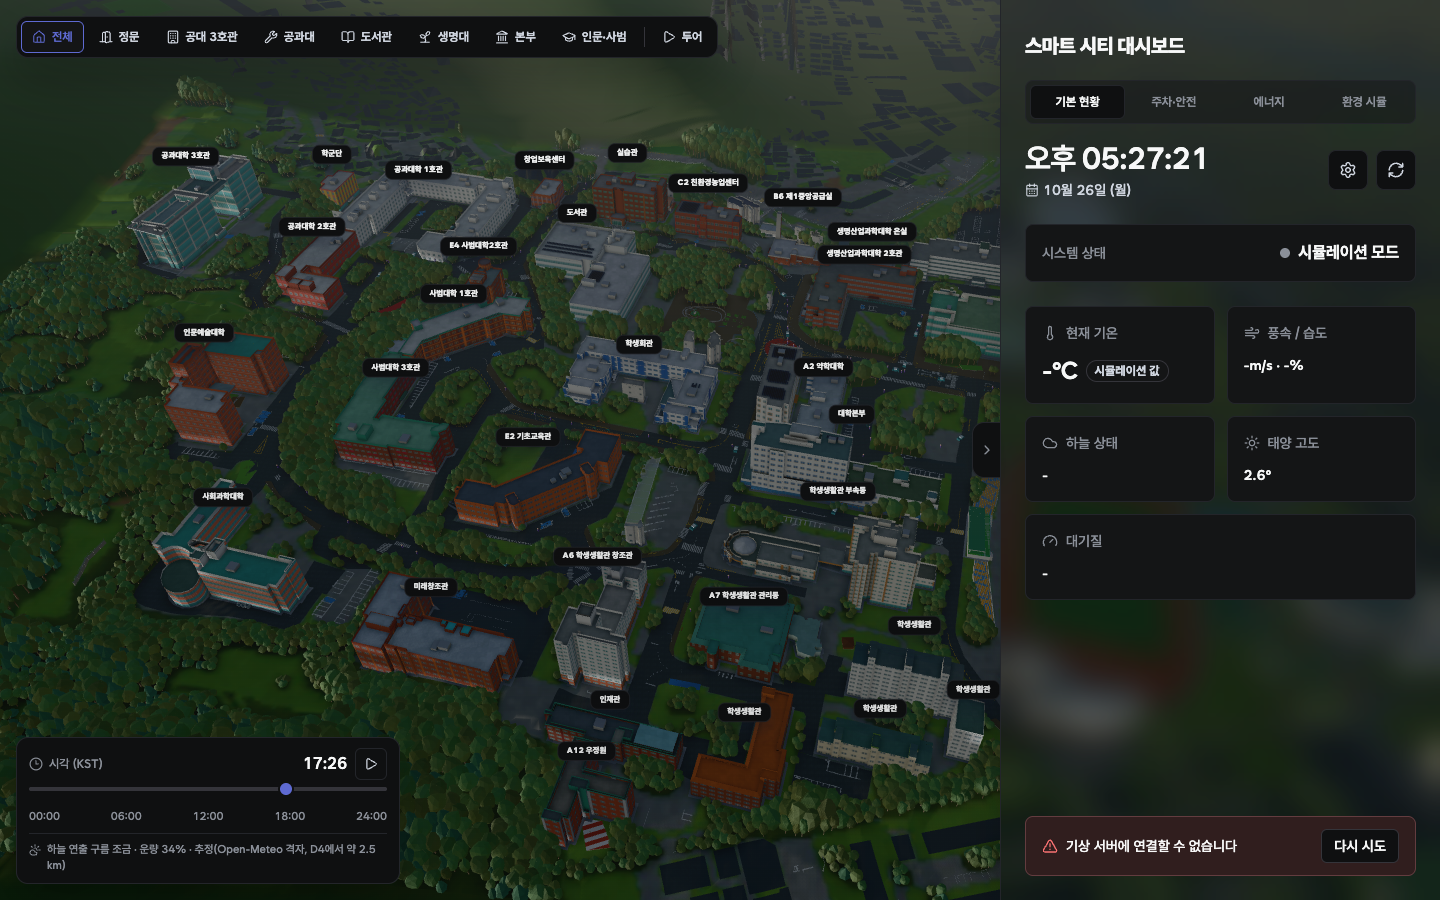 전체 정문 공대 3호관 공과대 도서관 생명대 본부 인문·사범 투어
스마트 시티 대시보드
기본 현황 주차·안전 에너지 환경 시뮬
오후 05:27:21
10월 26일 (월)
시스템 상태 시뮬레이션 모드
현재 기온
-°C 시뮬레이션 값
풍속 / 습도
-m/s · -%
하늘 상태
-
태양 고도
2.6°
대기질
-
기상 서버에 연결할 수 없습니다 다시 시도
공과대학 3호관
학군단
공과대학 1호관
창업보육센터
실습관
C2 친환경농업센터
B6 제1중앙공급실
도서관
공과대학 2호관
E4 사범대학2호관
생명산업과학대학 온실
생명산업과학대학 2호관
사범대학 1호관
인문예술대학
학생회관
사범대학 3호관
A2 약학대학
대학본부
E2 기초교육관
학생생활관 부속동
사회과학대학
A6 학생생활관 창조관
미래창조관
A7 학생생활관 관리동
학생생활관
학생생활관
인재관
학생생활관
학생생활관
A12 우정원
시각 (KST) 17:26
00:00 06:00 12:00 18:00 24:00
하늘 연출 구름 조금 · 운량 34% · 추정(Open-Meteo 격자, D4에서 약 2.5
km)